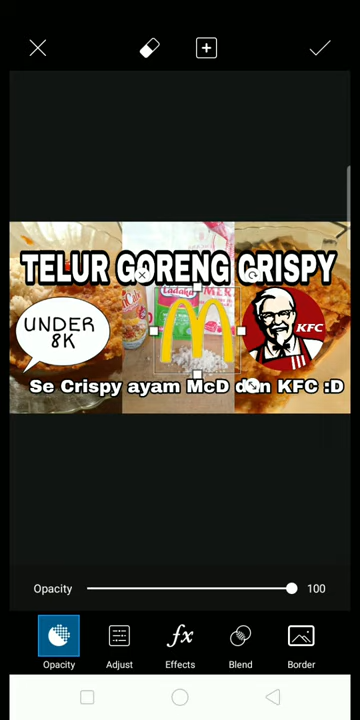 TELUR GORENG CRISPY
UNDER
8K
KFC
Se Crispy ayam McD dan KFC :D
Opacity
100
Opacity
Adjust
Effects
Blend
Border